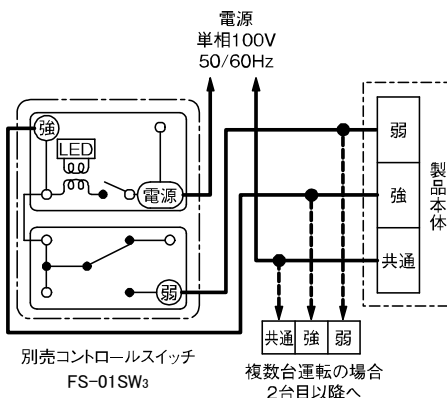 電源
単相100V
50/60Hz
強
LED
電源
弱
弱
強
共通
製品本体
共通 強 弱
別売コントロールスイッチ
FS-01SW₃
複数台運転の場合
2台目以降へ